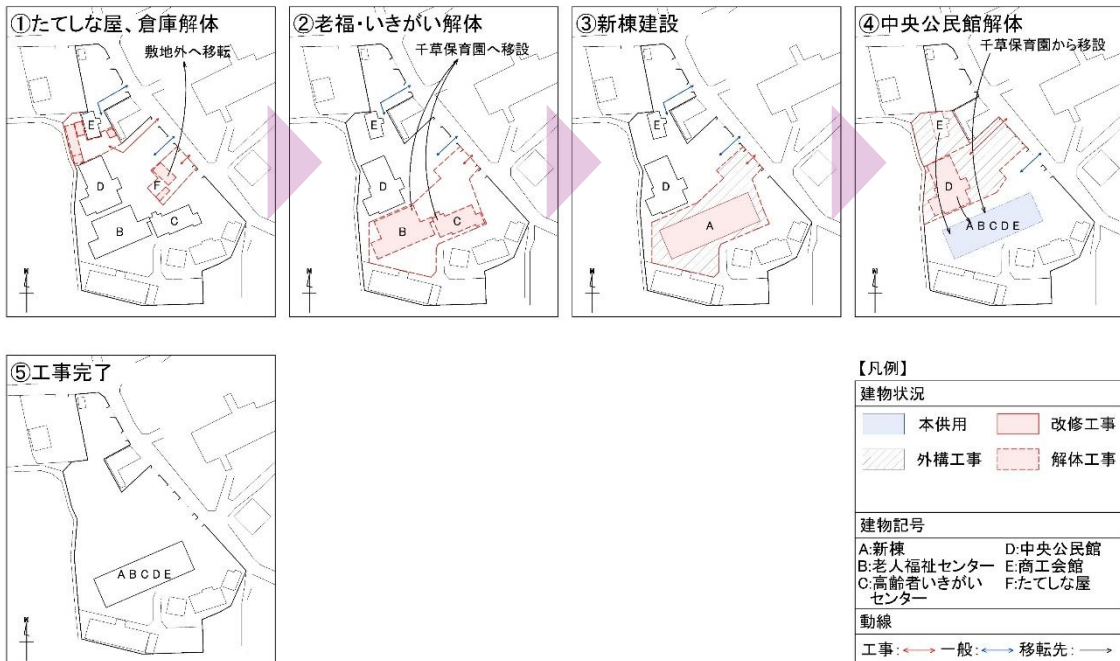 ①たてしな屋、倉庫解体
敷地外へ移転
E
D
F
B
C
N
②老福・いきがい解体
千草保育園へ移設
E
D
B
C
N
③新棟建設
E
D
A
N
④中央公民館解体
千草保育園から移設
E
D
ABCDE
N
⑤工事完了
ABCDE
N
【凡例】
建物状況
本供用
改修工事
外構工事
解体工事
建物記号
A:新棟
B:老人福祉センター
C:高齢者いきがい
センター
D:中央公民館
E:商工会館
F:たてしな屋
動線
工事: 一般: 移転先: